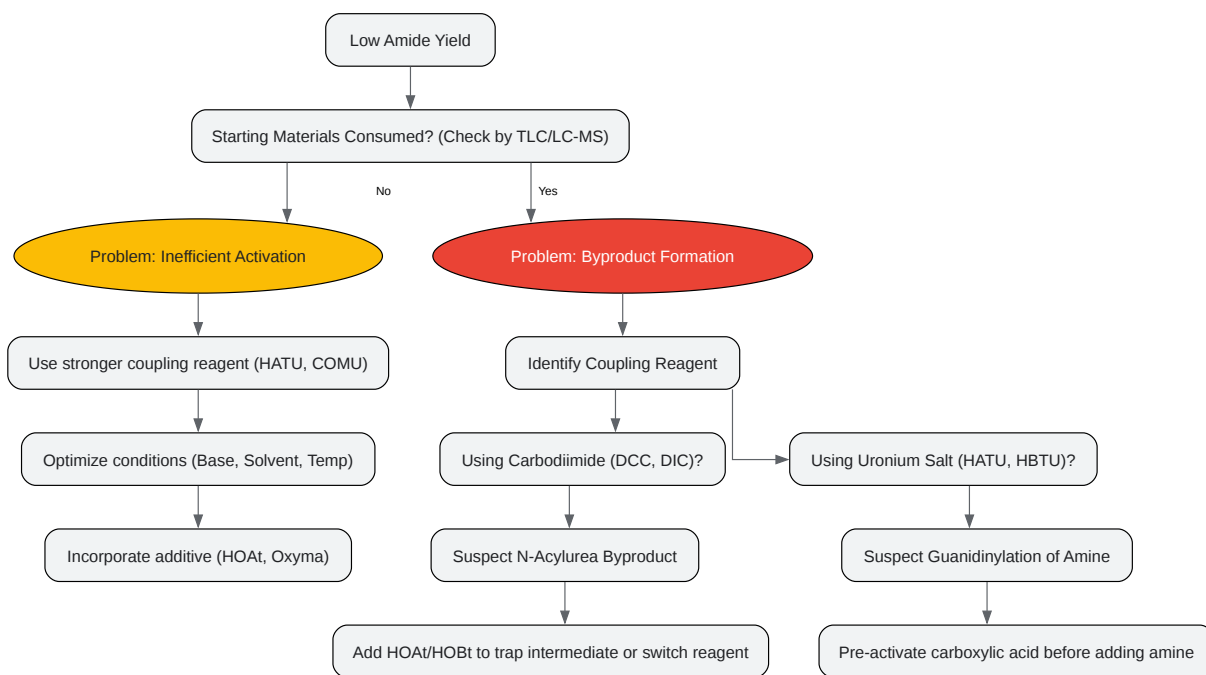 Low Amide Yield
Starting Materials Consumed? (Check by TLC/LC-MS)
No
Yes
Problem: Inefficient Activation
Problem: Byproduct Formation
Use stronger coupling reagent (HATU, COMU)
Identify Coupling Reagent
Optimize conditions (Base, Solvent, Temp)
Using Carbodiimide (DCC, DIC)?
Using Uronium Salt (HATU, HBTU)?
Incorporate additive (HOAt, Oxyma)
Suspect N-Acylurea Byproduct
Suspect Guanidinylation of Amine
Add HOAt/HOBt to trap intermediate or switch reagent
Pre-activate carboxylic acid before adding amine